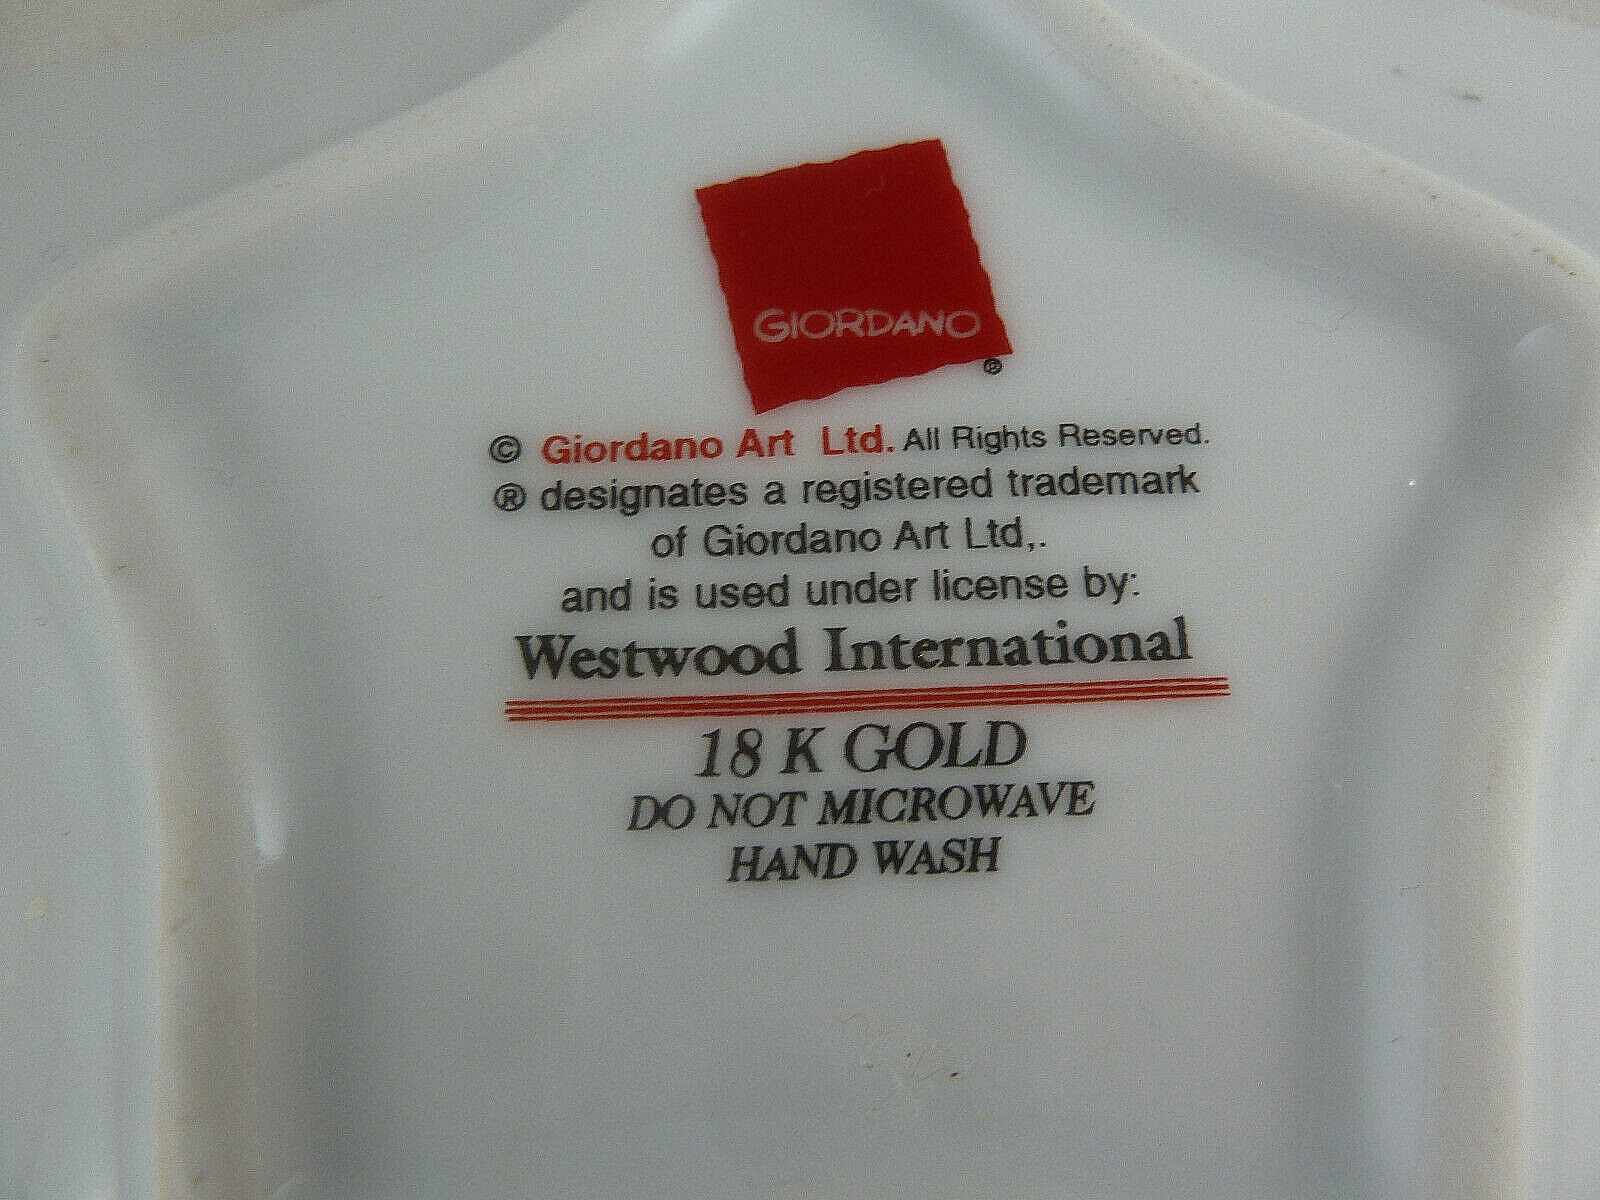 GIORDANO
®
© Giordano Art Ltd. All Rights Reserved.
® designates a registered trademark
of Giordano Art Ltd,.
and is used under license by:
Westwood International
18 K GOLD
DO NOT MICROWAVE
HAND WASH